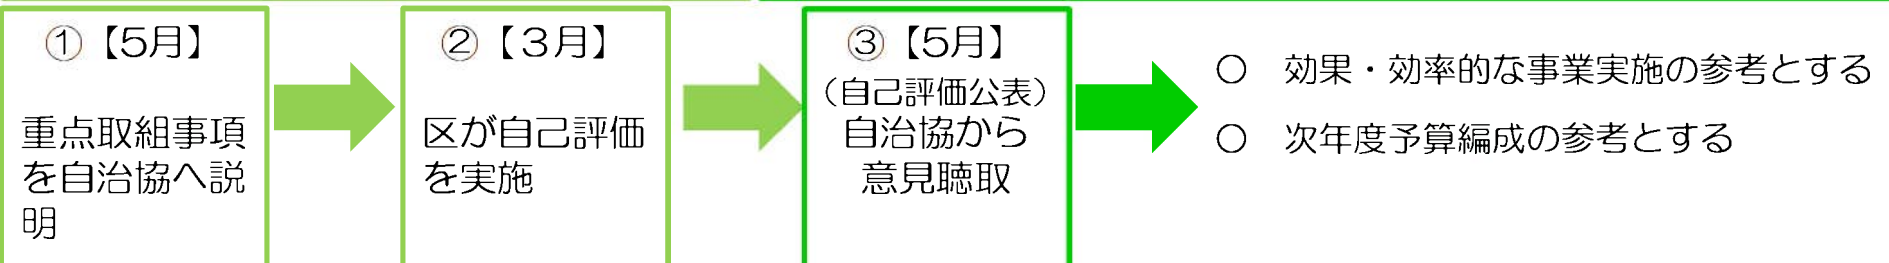 ①【5月】
重点取組事項
を自治協へ説
明
②【3月】
区が自己評価
を実施
③【5月】
（自己評価公表）
自治協から
意見聴取
○　効果・効率的な事業実施の参考とする
○　次年度予算編成の参考とする